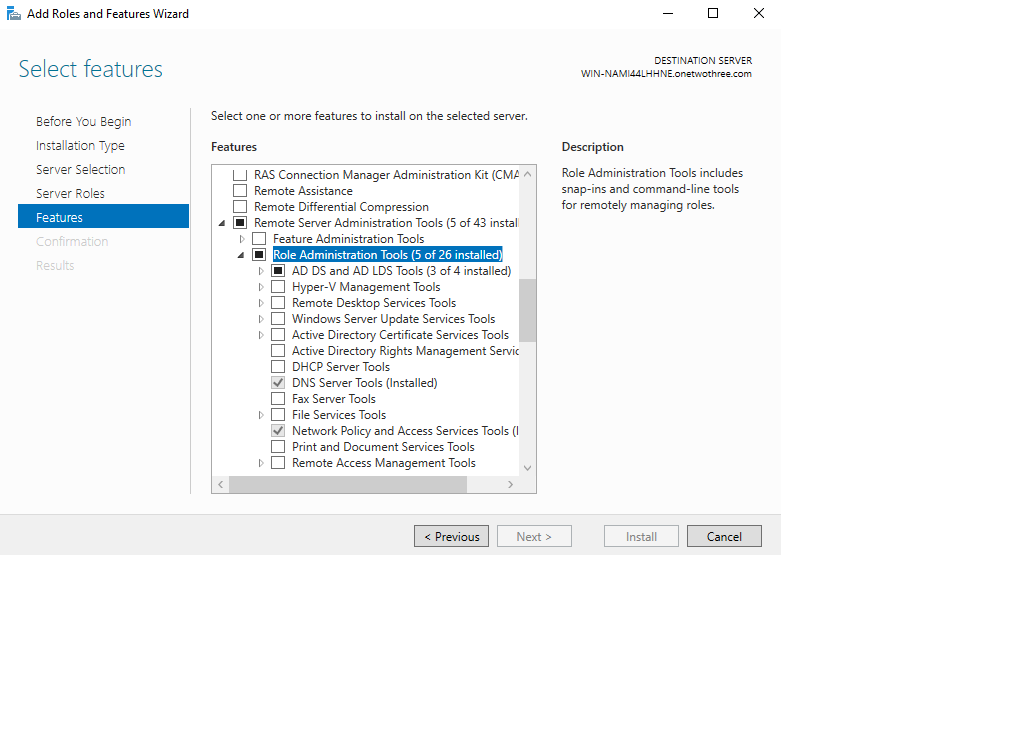 Add Roles and Features Wizard
Select features
DESTINATION SERVER
WIN-NAMI44LHHNE.onetwothree.com
Before You Begin
Installation Type
Server Selection
Server Roles
Features
Confirmation
Results
Select one or more features to install on the selected server.
Features
RAS Connection Manager Administration Kit (CMA
Remote Assistance
Remote Differential Compression
Remote Server Administration Tools (5 of 43 instal
Feature Administration Tools
Role Administration Tools (5 of 26 installed)
AD DS and AD LDS Tools (3 of 4 installed)
Hyper-V Management Tools
Remote Desktop Services Tools
Windows Server Update Services Tools
Active Directory Certificate Services Tools
Active Directory Rights Management Servic
DHCP Server Tools
DNS Server Tools (Installed)
Fax Server Tools
File Services Tools
Network Policy and Access Services Tools (I
Print and Document Services Tools
Remote Access Management Tools
Description
Role Administration Tools includes
snap-ins and command-line tools
for remotely managing roles.
< Previous
Next >
Install
Cancel